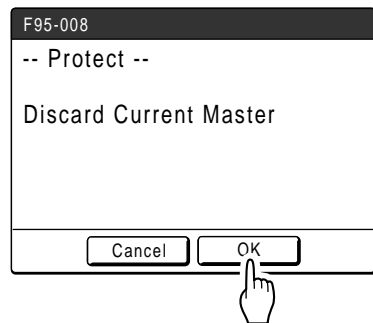 F95-008
-- Protect --
Discard Current Master
Cancel
OK